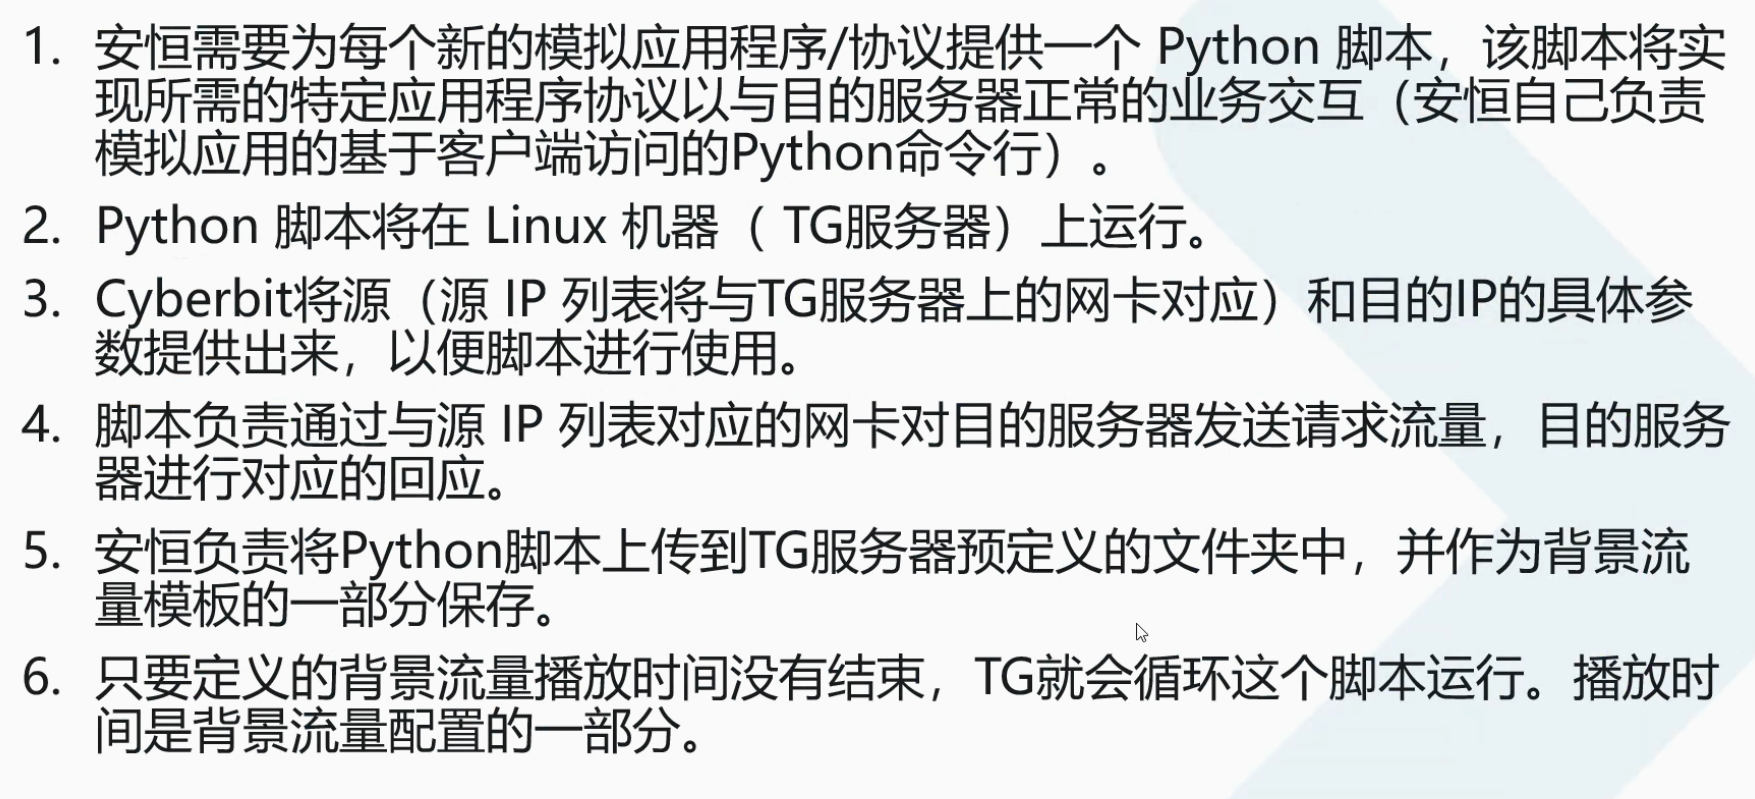 1. 安恒需要为每个新的模拟应用程序/协议提供一个 Python 脚本，该脚本将实
现所需的特定应用程序协议以与目的服务器正常的业务交互（安恒自己负责
模拟应用的基于客户端访问的Python命令行）。
2. Python 脚本将在 Linux 机器（ TG服务器）上运行。
3. Cyberbit将源（源 IP 列表将与TG服务器上的网卡对应）和目的IP的具体参
数提供出来，以便脚本进行使用。
4. 脚本负责通过与源 IP 列表对应的网卡对目的服务器发送请求流量，目的服务
器进行对应的回应。
5. 安恒负责将Python脚本上传到TG服务器预定义的文件夹中，并作为背景流
量模板的一部分保存。
6. 只要定义的背景流量播放时间没有结束，TG就会循环这个脚本运行。播放时
间是背景流量配置的一部分。